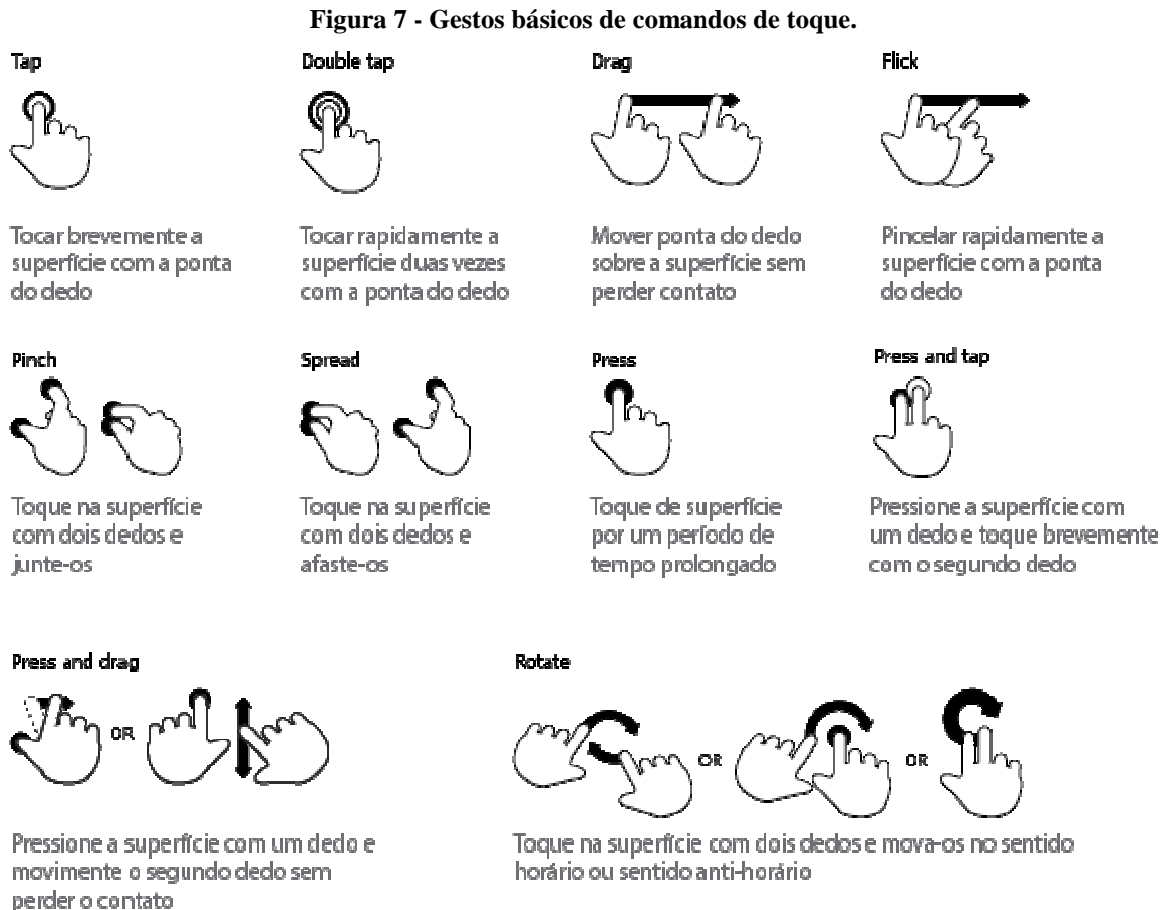 Figura 7 - Gestos básicos de comandos de toque.
Tap
Tocar brevemente a
superfície com a ponta
do dedo
Double tap
Tocar rapidamente a
superfície duas vezes
com a ponta do dedo
Drag
Mover ponta do dedo
sobre a superfície sem
perder contato
Flick
Pincelar rapidamente a
superfície com a ponta
do dedo
Pinch
Toque na superfície
com dois dedos e
junte-os
Spread
Toque na superfície
com dois dedos e
afaste-os
Press
Toque de superfície
por um período de
tempo prolongado
Press and tap
Pressione a superfície com
um dedo e toque brevemente
com o segundo dedo
Press and drag
OR
Pressione a superfície com um dedo e
movimente o segundo dedo sem
perder o contato
Rotate
OR
OR
Toque na superfície com dois dedos e mova-os no sentido
horário ou sentido anti-horário